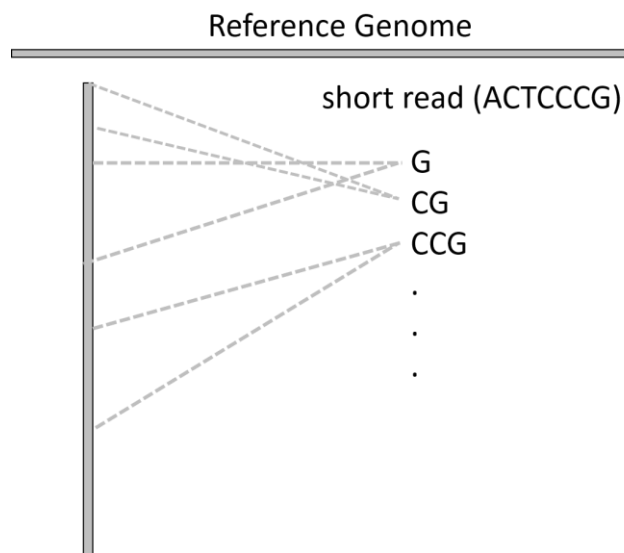 Reference Genome
short read (ACTCCCG)
G
CG
CCG
.
.
.